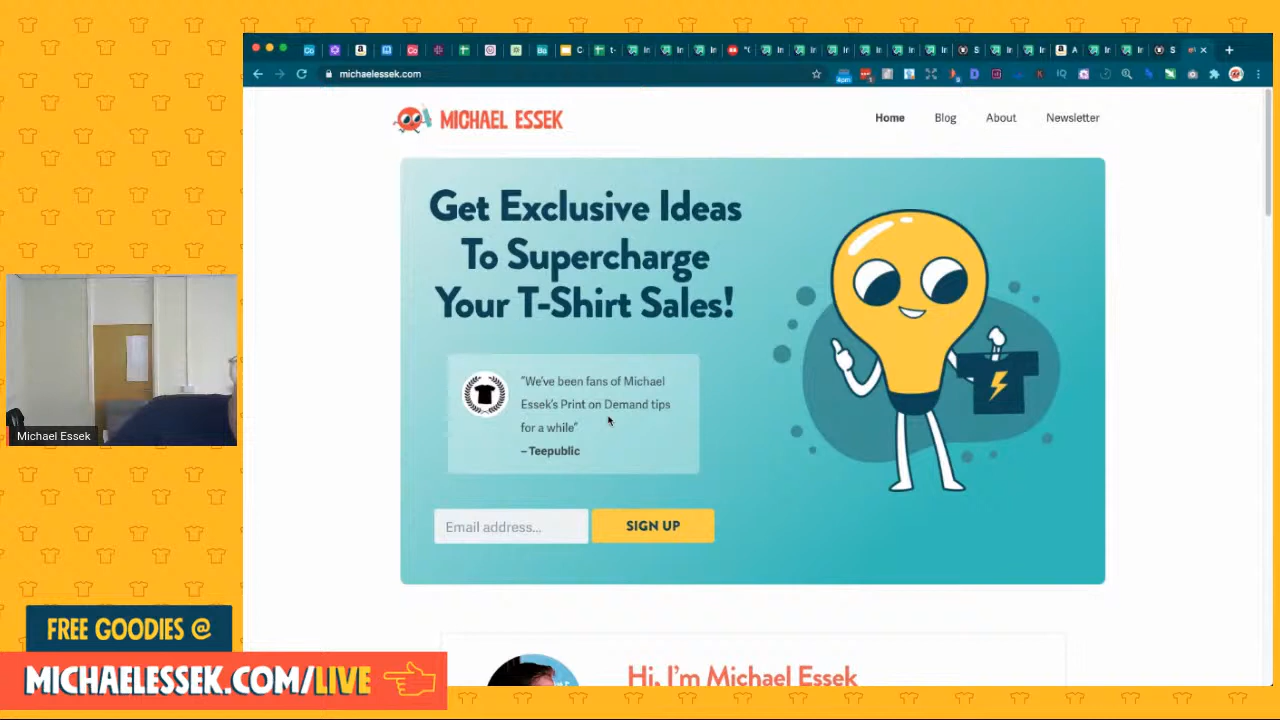 michaelessek.com
MICHAEL ESSEK
Home Blog About Newsletter
Get Exclusive Ideas
To Supercharge
Your T-Shirt Sales!
"We've been fans of Michael
Essek's Print on Demand tips
for a while"
– Teepublic
Email address...
SIGN UP
Hi, I'm Michael Essek
Michael Essek
FREE GOODIES @
MICHAELESSEK.COM/LIVE